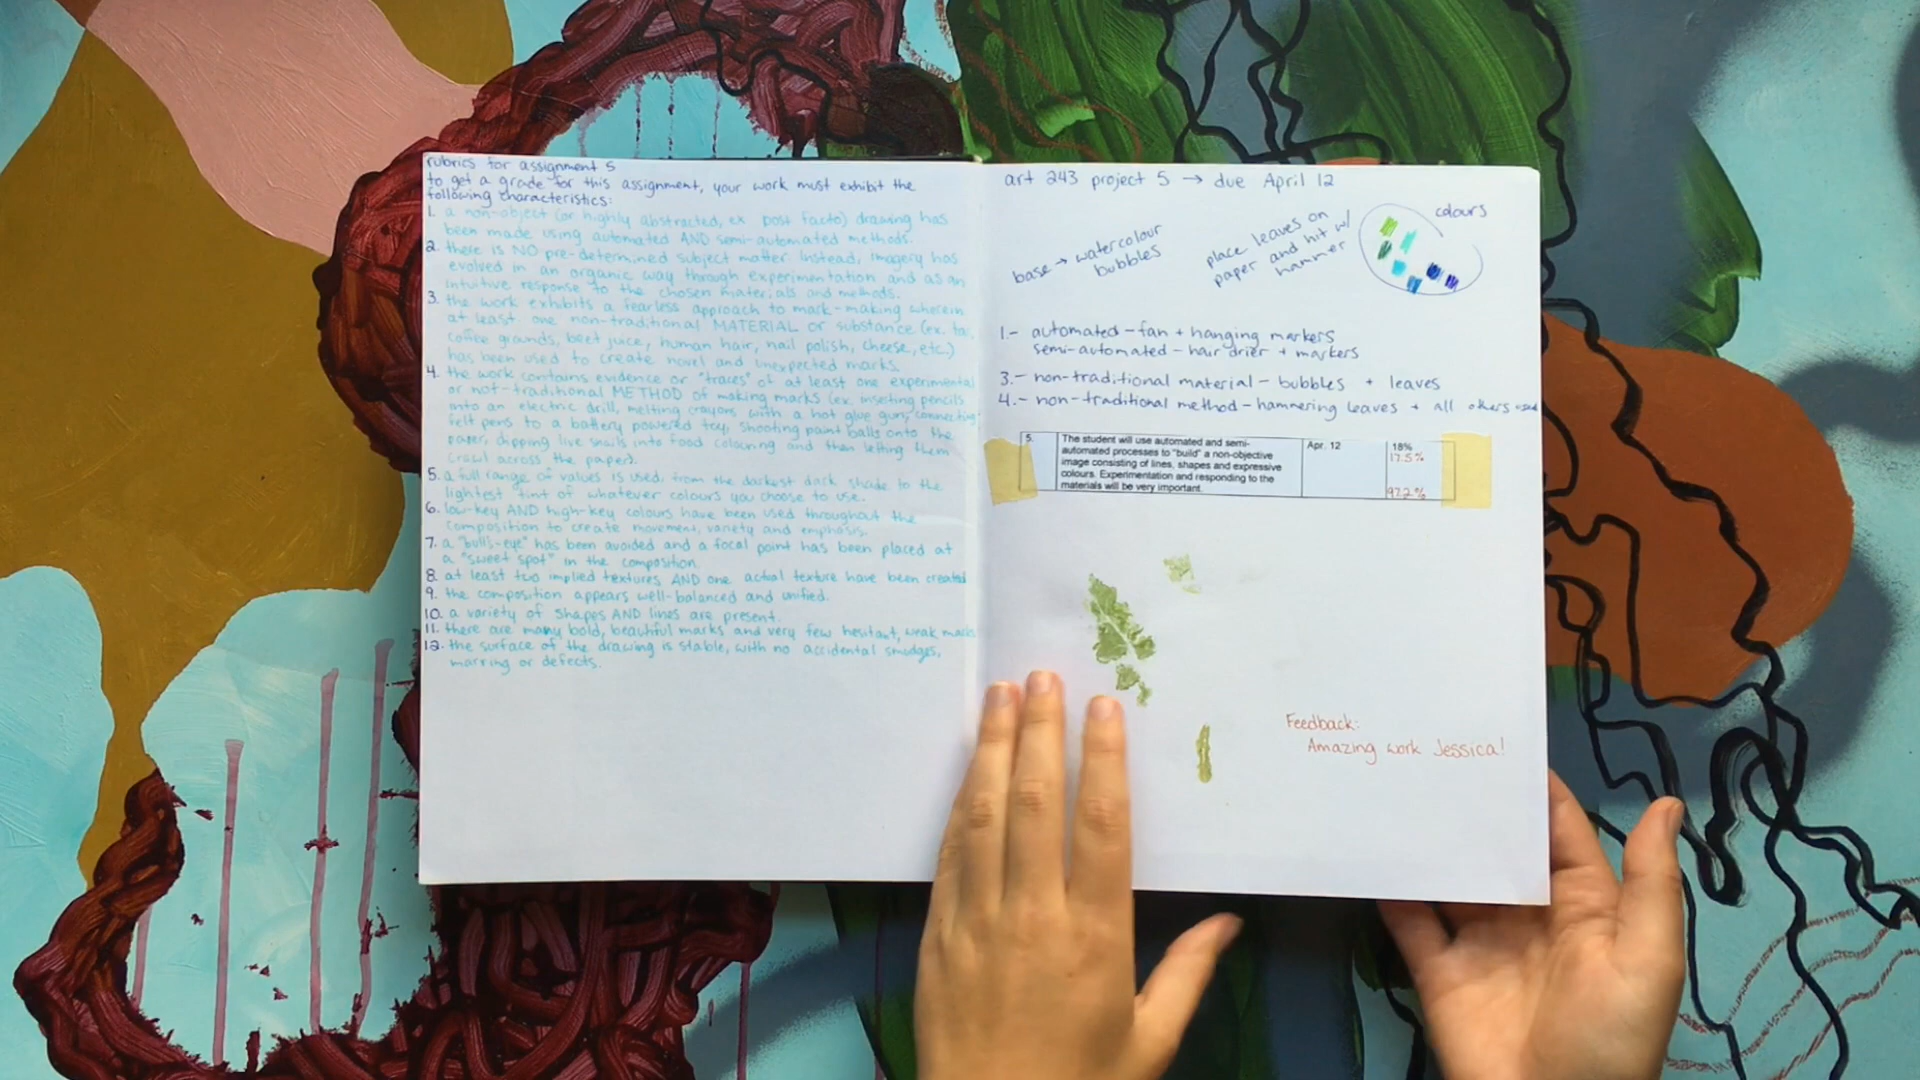 rubrics for assignment 5
to get a grade for this assignment, your work must exhibit the
following characteristics:
1. a non-object (or highly abstracted, ex post facto) drawing has
been made using automated AND semi-automated methods.
2. there is NO pre-determined subject matter. Instead, imagery has
evolved in an organic way through experimentation and as an
intuitive response to the chosen materials and methods.
3. the work exhibits a fearless approach to mark-making wherein
at least one non-traditional MATERIAL or substance (ex. tar,
coffee grounds, beet juice, human hair, nail polish, cheese, etc.)
has been used to create novel and unexpected marks.
4. the work contains evidence or "traces" of at least one experimental
or not-traditional METHOD of making marks (ex. inserting pencils
into an electric drill, melting crayons with a hot glue gun, connecting
felt pens to a battery powered toy, shooting paint balls onto the
paper, dipping live snails into food colouring and then letting them
crawl across the paper).
5. a full range of values is used, from the darkest dark shade to the
lightest tint of whatever colours you choose to use.
6. low-key AND high-key colours have been used throughout the
composition to create movement, variety and emphasis.
7. a "bull's-eye" has been avoided and a focal point has been placed at
a "sweet spot" in the composition.
8. at least two implied textures AND one actual texture have been created
9. the composition appears well-balanced and unified.
10. a variety of shapes AND lines are present.
11. there are many bold, beautiful marks and very few hesitant, weak marks
12. the surface of the drawing is stable, with no accidental smudges,
marring or defects.
art 243 project 5 → due April 12
base → watercolour
bubbles
place leaves on
paper and hit w/
hammer
colours
1.- automated - fan + hanging markers
semi-automated - hair drier + markers
3.- non-traditional material - bubbles + leaves
4.- non-traditional method - hammering leaves + all others used
5. The student will use automated and semi- Apr. 12 18%
automated processes to "build" a non-objective 17.5%
image consisting of lines, shapes and expressive
colours. Experimentation and responding to the
materials will be very important. 97.2%
Feedback:
Amazing work Jessica!